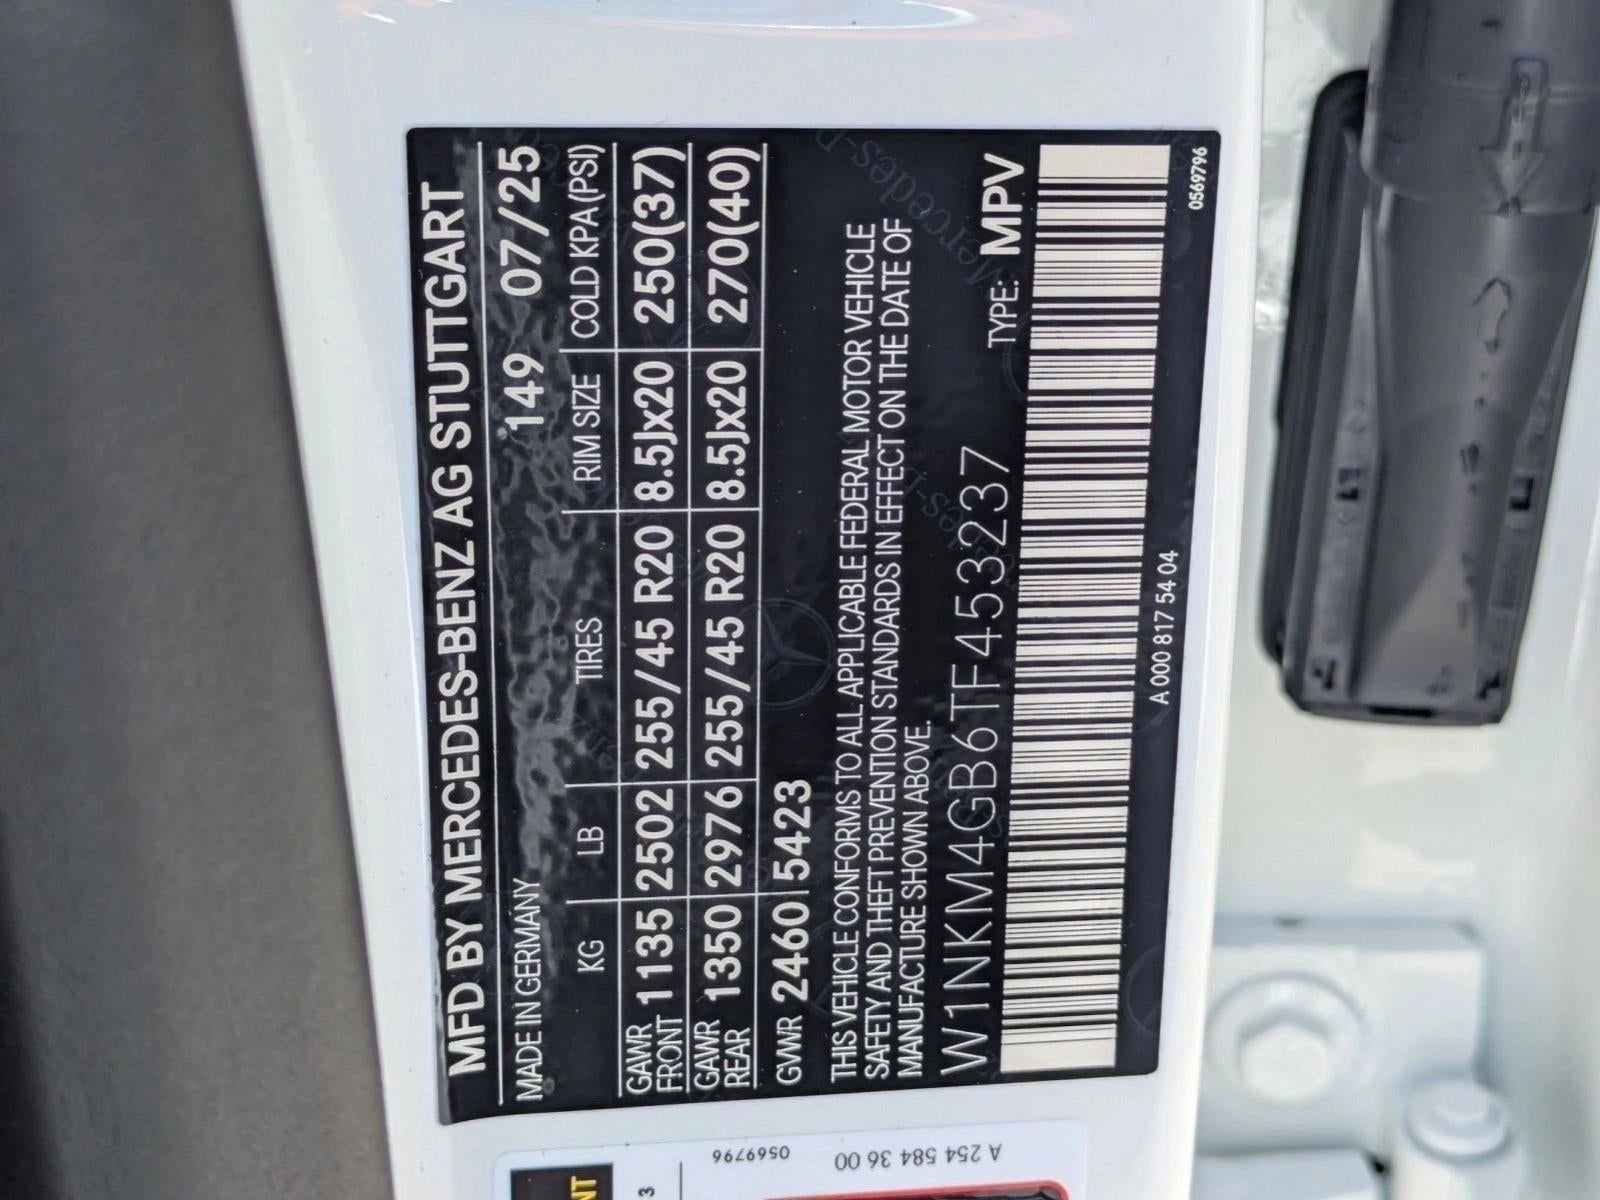 MFD BY MERCEDES-BENZ AG STUTTGART
MADE IN GERMANY 149 07/25
KG LB TIRES RIM SIZE COLD KPA (PSI)
GAWR FRONT 1135 2502 255/45 R20 8.5Jx20 250(37)
GAWR REAR 1350 2976 255/45 R20 8.5Jx20 270(40)
GVWR 2460 5423
THIS VEHICLE CONFORMS TO ALL APPLICABLE FEDERAL MOTOR VEHICLE
SAFETY AND THEFT PREVENTION STANDARDS IN EFFECT ON THE DATE OF
MANUFACTURE SHOWN ABOVE.
W1NKM4GB6TF453237 TYPE: MPV
A 000 817 54 04
0569796
A 254 584 36 00
0569796
NT
3